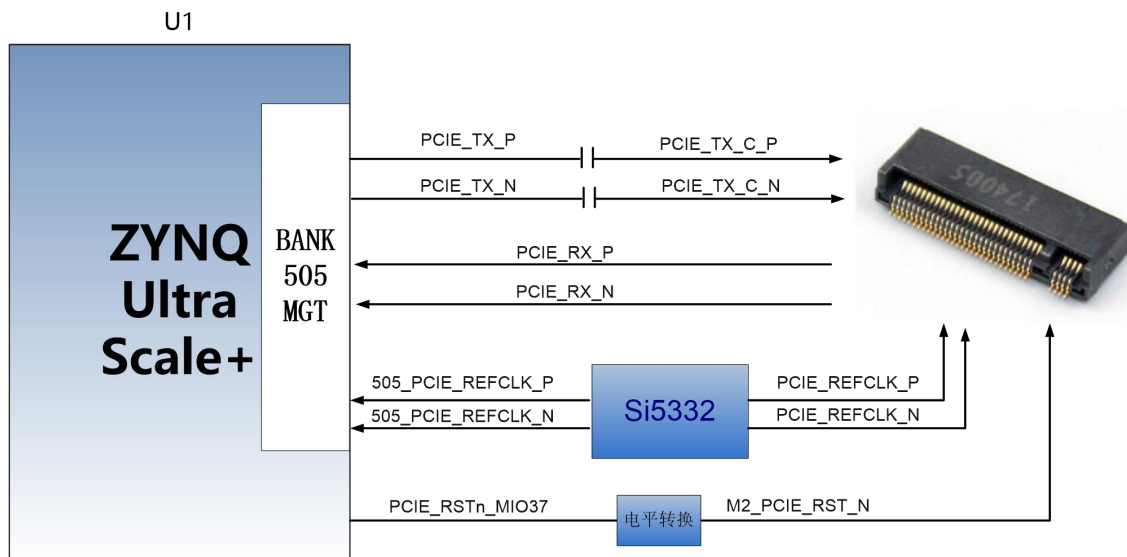 U1
ZYNQ
Ultra
Scale+
BANK
505
MGT
PCIE_TX_P
PCIE_TX_C_P
PCIE_TX_N
PCIE_TX_C_N
PCIE_RX_P
PCIE_RX_N
505_PCIE_REFCLK_P
505_PCIE_REFCLK_N
Si5332
PCIE_REFCLK_P
PCIE_REFCLK_N
PCIE_RSTn_MIO37
电平转换
M2_PCIE_RST_N
174005